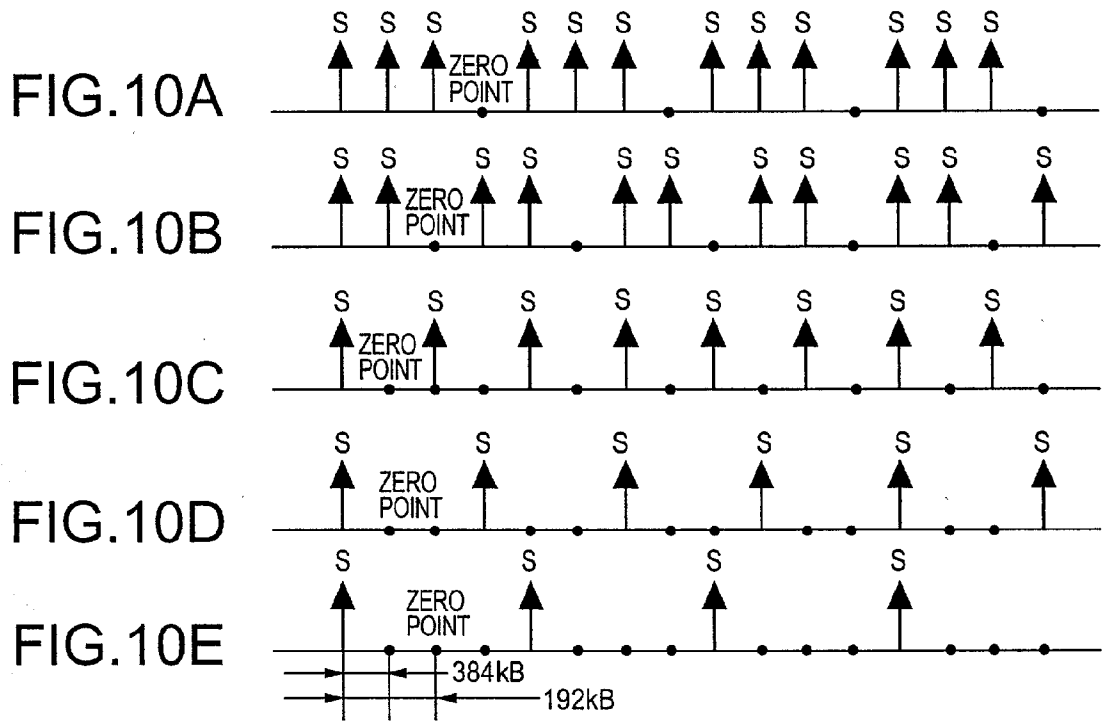 S S S S S S S S S S S S
FIG.10A
ZERO
POINT
S S S S S S S S S S S
FIG.10B
ZERO
POINT
S S S S S S S S
FIG.10C
ZERO
POINT
S S S S S S
FIG.10D
ZERO
POINT
S S S S
FIG.10E
ZERO
POINT
384kB
192kB